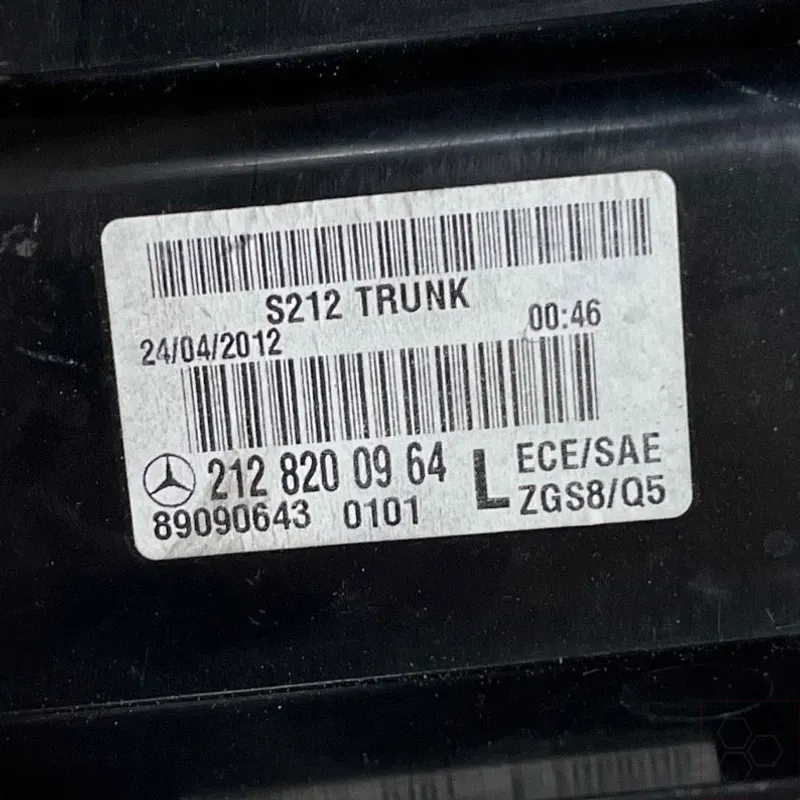 S212 TRUNK
24/04/2012 00:46
212 820 09 64 L ECE/SAE
89090643 0101 ZGS8/Q5